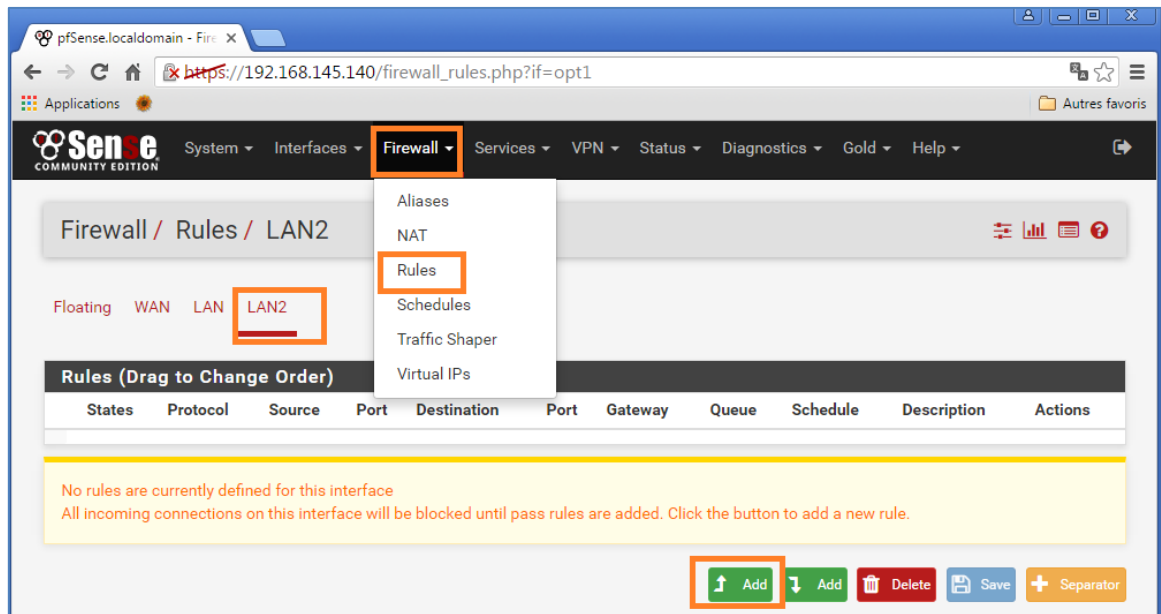 pfSense.localdomain - Fire
https://192.168.145.140/firewall_rules.php?if=opt1
Applications
Autres favoris
Sense
COMMUNITY EDITION
System Interfaces Firewall Services VPN Status Diagnostics Gold Help
Aliases
NAT
Rules
Schedules
Traffic Shaper
Virtual IPs
Firewall / Rules / LAN2
Floating WAN LAN LAN2
Rules (Drag to Change Order)
States Protocol Source Port Destination Port Gateway Queue Schedule Description Actions
No rules are currently defined for this interface
All incoming connections on this interface will be blocked until pass rules are added. Click the button to add a new rule.
Add Add Delete Save Separator